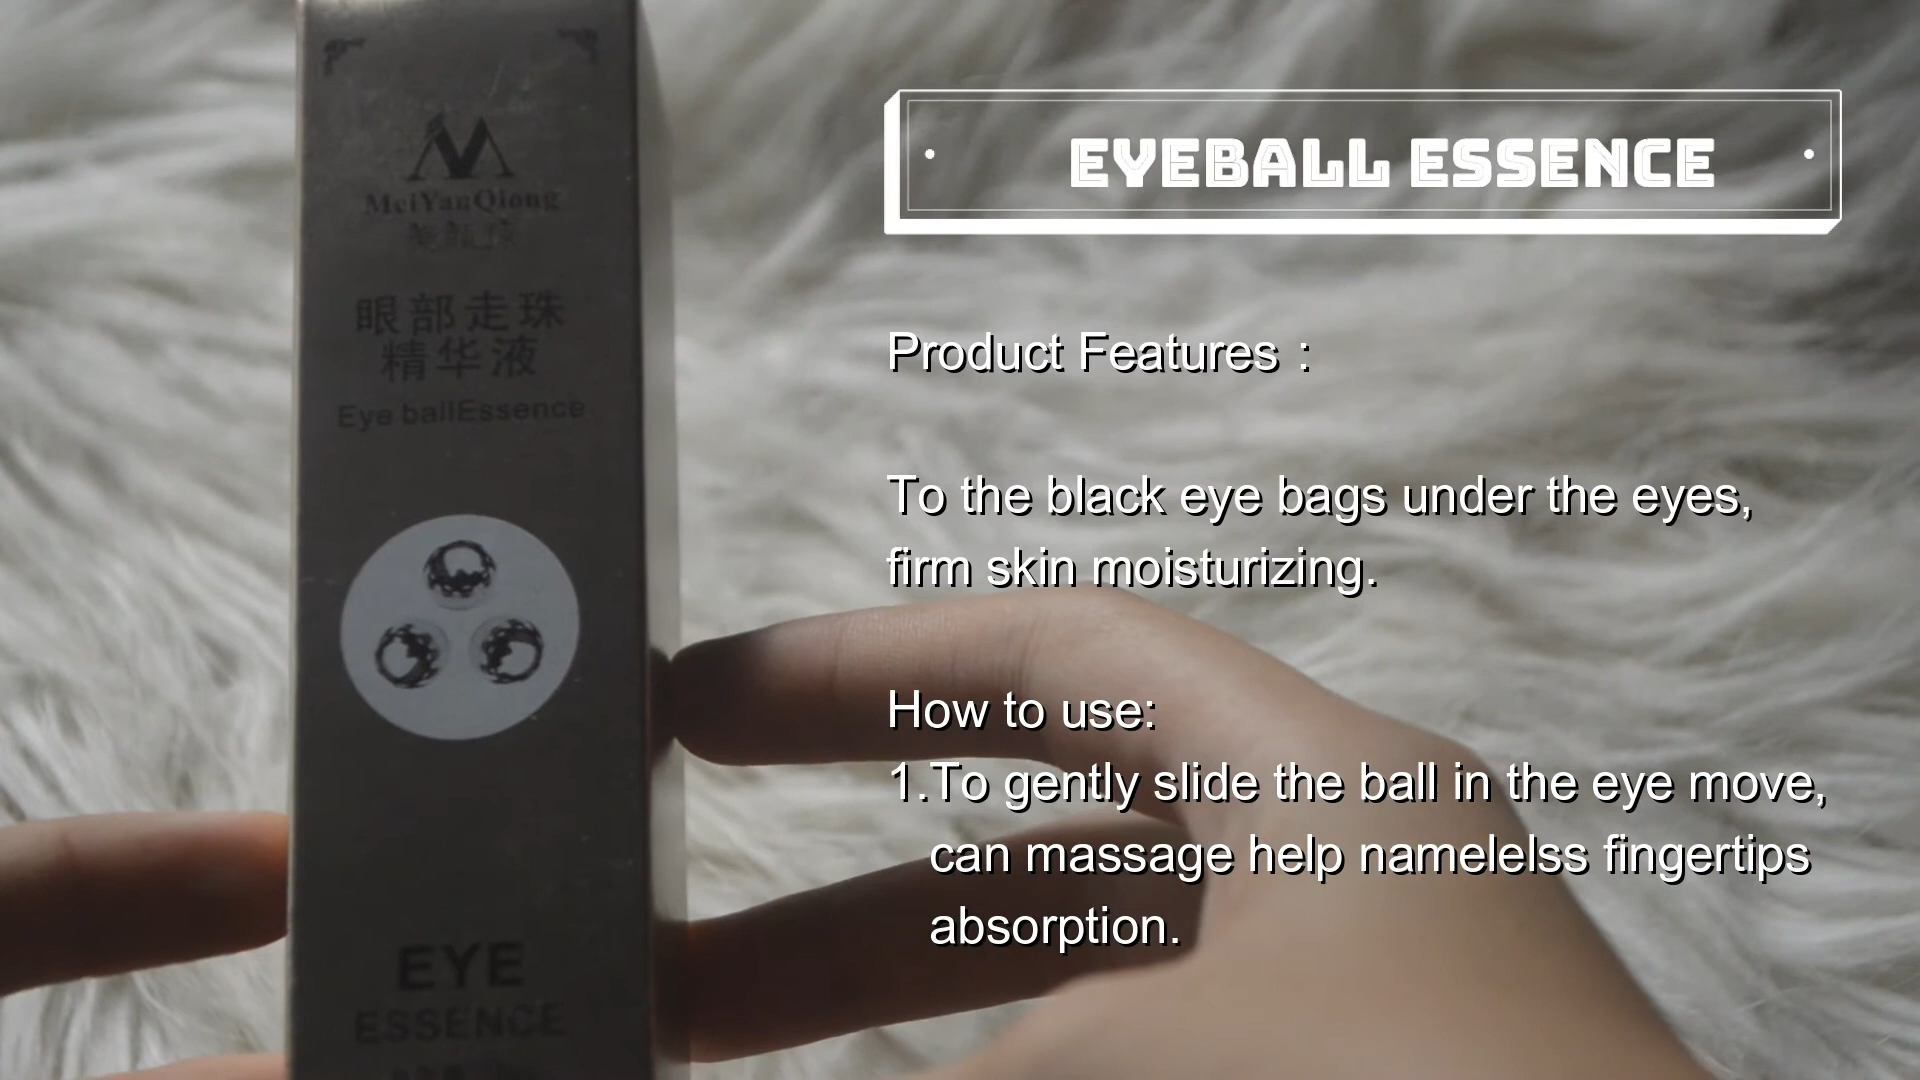 MeiYanQiong
眼部走珠
精华液
Eye ballEssence
EYE
ESSENCE
EYEBALL ESSENCE
Product Features：
To the black eye bags under the eyes,
firm skin moisturizing.
How to use:
1.To gently slide the ball in the eye move,
can massage help namelelss fingertips
absorption.